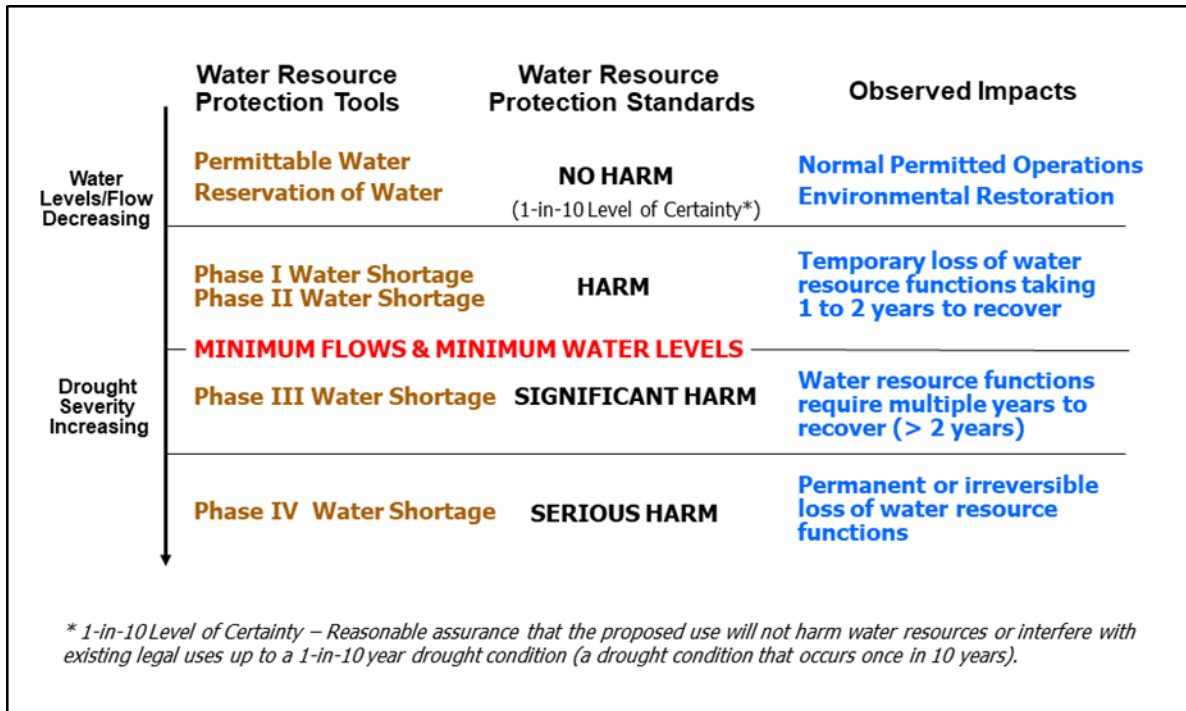 Water Resource
Protection Tools
Water Resource
Protection Standards
Observed Impacts
Water
Levels/Flow
Decreasing
Permittable Water
Reservation of Water
NO HARM
(1-in-10 Level of Certainty*)
Normal Permitted Operations
Environmental Restoration
Phase I Water Shortage
Phase II Water Shortage
HARM
Temporary loss of water
resource functions taking
1 to 2 years to recover
MINIMUM FLOWS & MINIMUM WATER LEVELS
Drought
Severity
Increasing
Phase III Water Shortage
SIGNIFICANT HARM
Water resource functions
require multiple years to
recover (> 2 years)
Phase IV Water Shortage
SERIOUS HARM
Permanent or irreversible
loss of water resource
functions
* 1-in-10 Level of Certainty – Reasonable assurance that the proposed use will not harm water resources or interfere with
existing legal uses up to a 1-in-10 year drought condition (a drought condition that occurs once in 10 years).